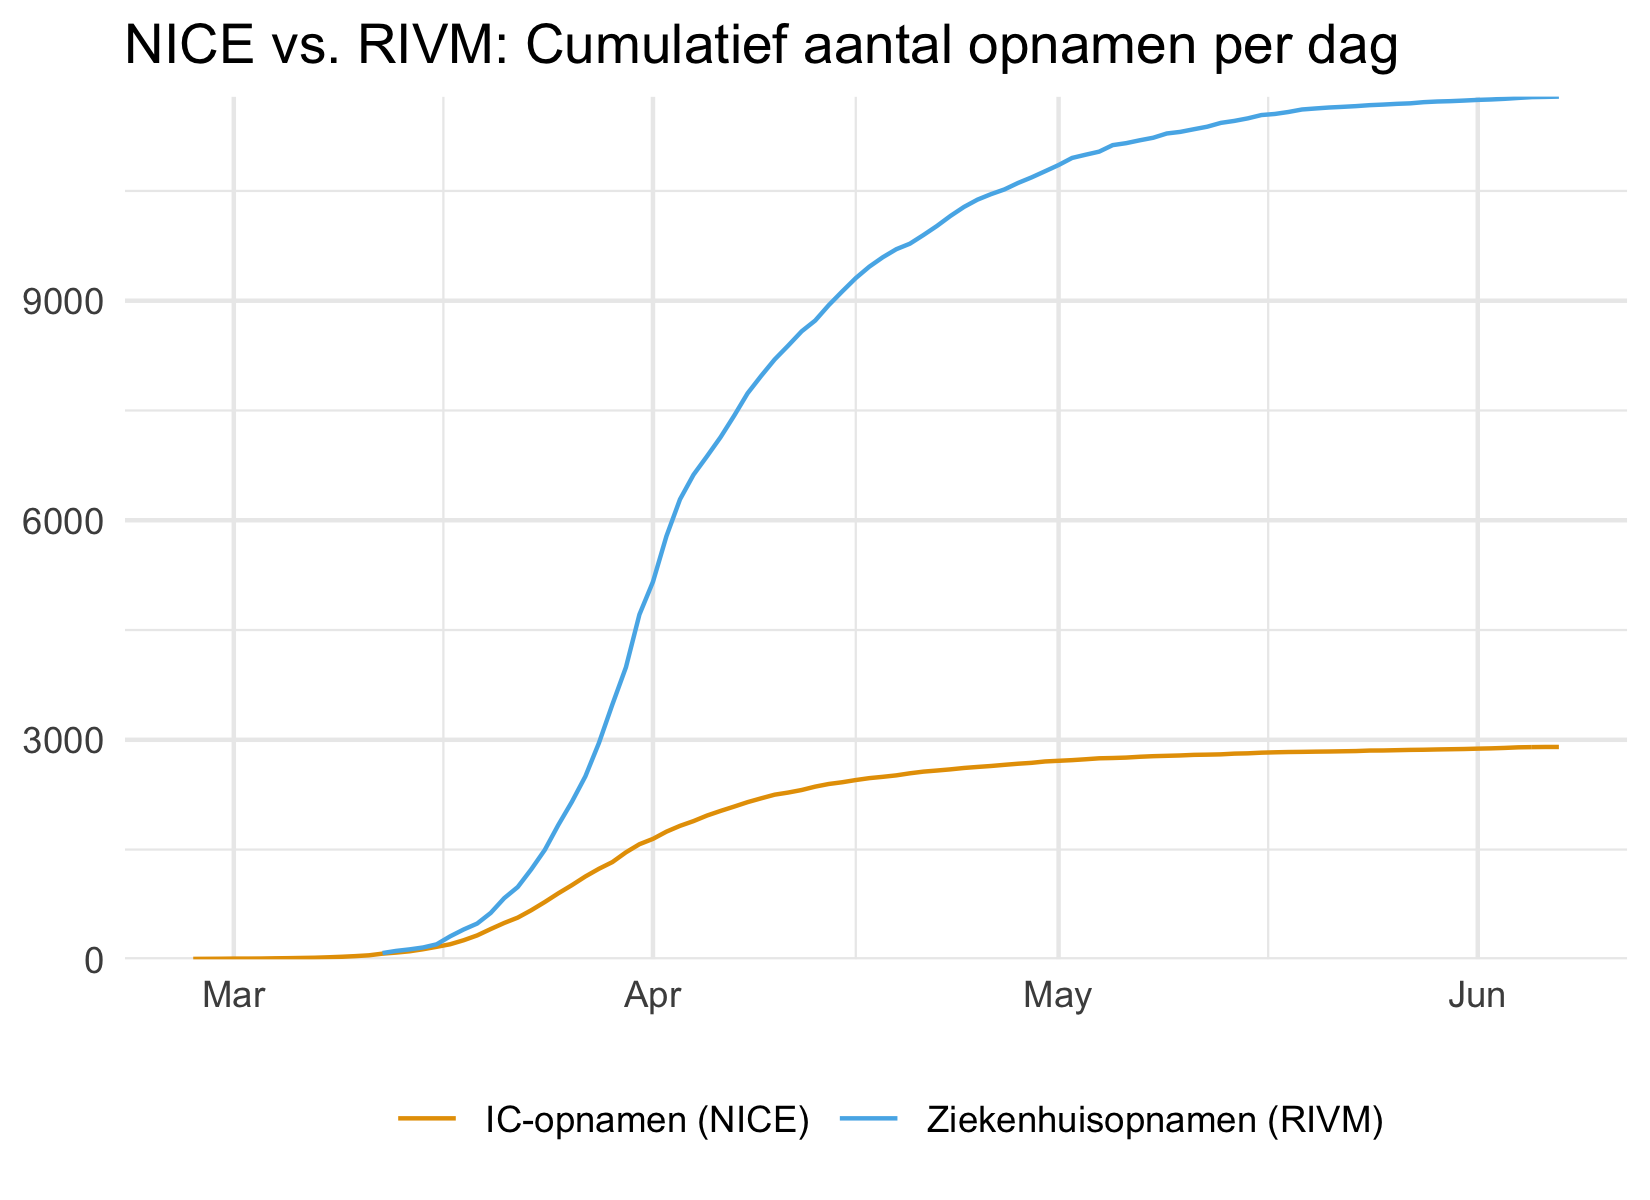 NICE vs. RIVM: Cumulatief aantal opnamen per dag
9000
6000
3000
0
Mar Apr May Jun
IC-opnamen (NICE) Ziekenhuisopnamen (RIVM)